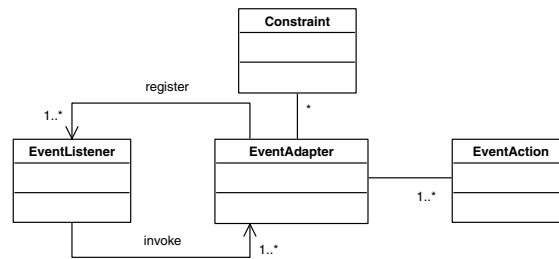 Constraint
register
*
1..*
EventListener
EventAdapter
EventAction
1..*
invoke
1..*